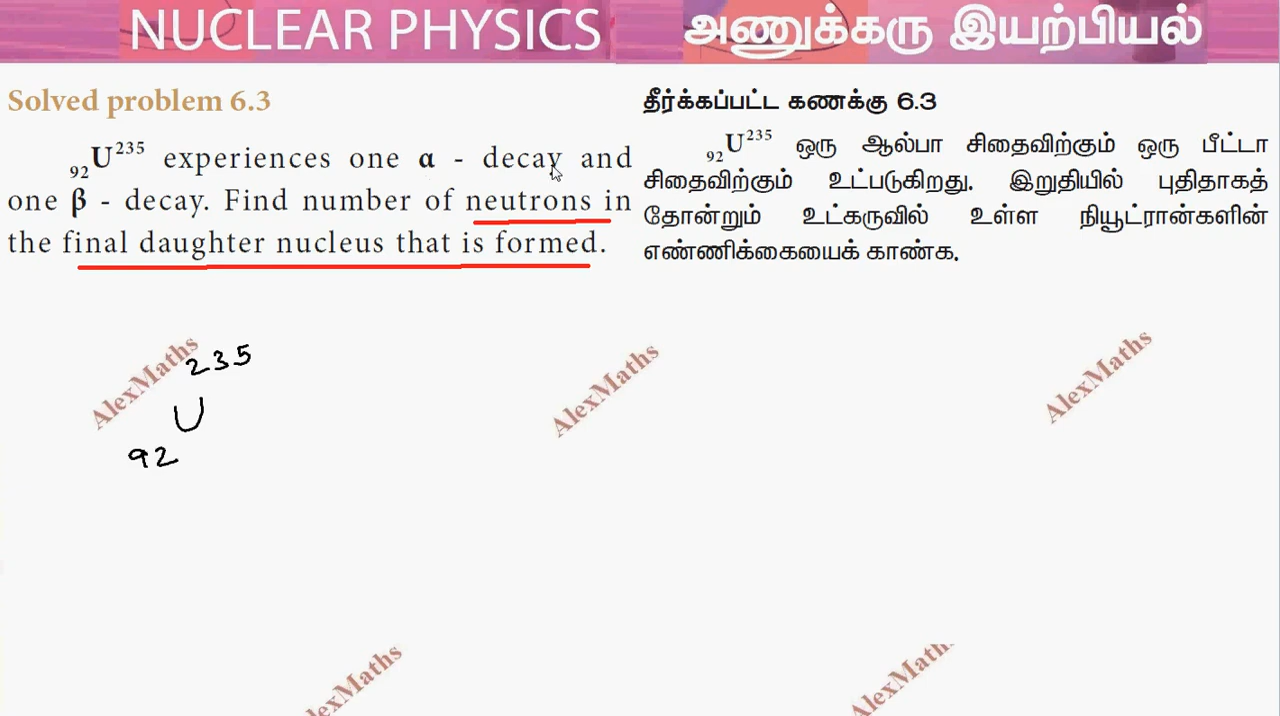 NUCLEAR PHYSICS
அணுக்கரு இயற்பியல்
Solved problem 6.3
₉₂U²³⁵ experiences one α - decay and
one β - decay. Find number of neutrons in
the final daughter nucleus that is formed.
தீர்க்கப்பட்ட கணக்கு 6.3
₉₂U²³⁵ ஒரு ஆல்பா சிதைவிற்கும் ஒரு பீட்டா
சிதைவிற்கும் உட்படுகிறது. இறுதியில் புதிதாகத்
தோன்றும் உட்கருவில் உள்ள நியூட்ரான்களின்
எண்ணிக்கையைக் காண்க.
235
U
92
AlexMaths
AlexMaths
AlexMaths
AlexMaths
AlexMaths